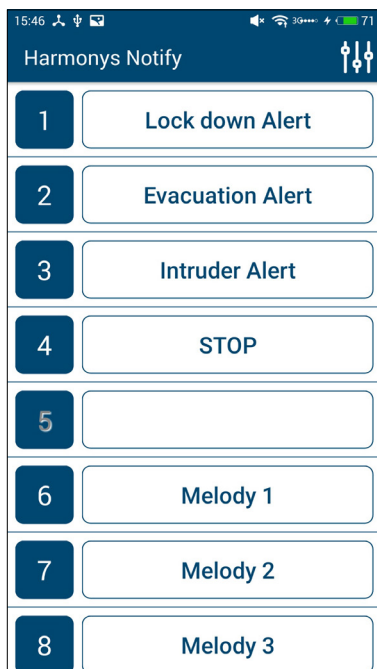 15:46 3G 71
Harmonys Notify
1 Lock down Alert
2 Evacuation Alert
3 Intruder Alert
4 STOP
5
6 Melody 1
7 Melody 2
8 Melody 3